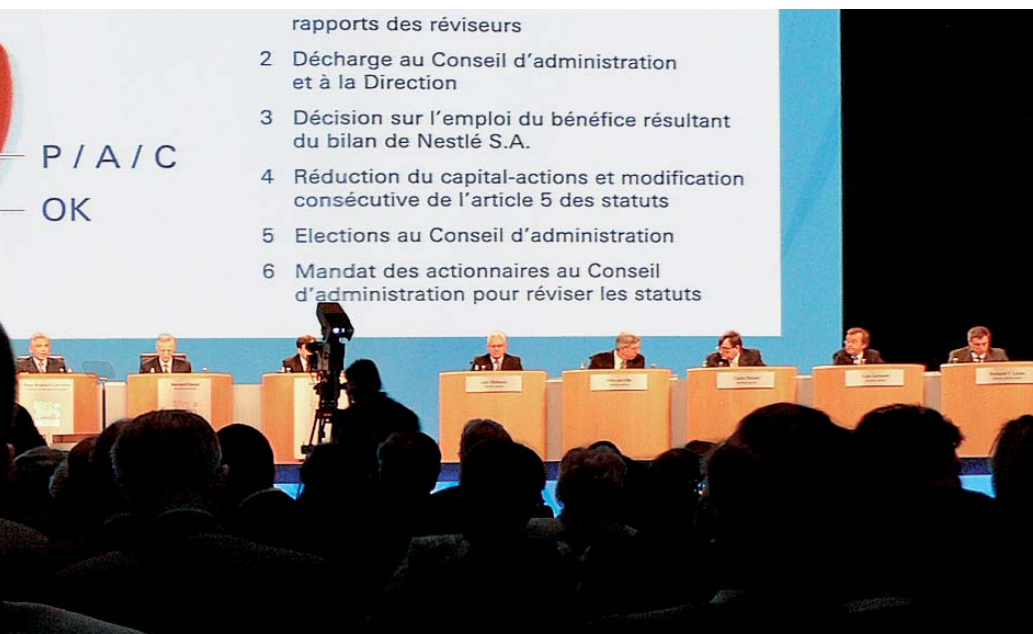 rapports des réviseurs
2 Décharge au Conseil d'administration
et à la Direction
3 Décision sur l'emploi du bénéfice résultant
du bilan de Nestlé S.A.
4 Réduction du capital-actions et modification
consécutive de l'article 5 des statuts
5 Elections au Conseil d'administration
6 Mandat des actionnaires au Conseil
d'administration pour réviser les statuts
P / A / C
OK